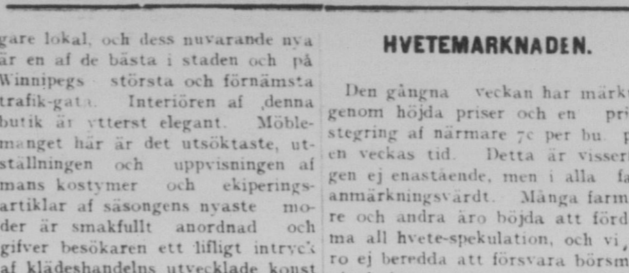 gare lokal, och dess nuvarande nya
är en af de bästa i staden och på
Winnipegs största och förnämsta
trafik-gata. Interiören af denna
butik är ytterst elegant. Möble-
manget här är det utsöktaste, ut-
ställningen och uppvisningen af
mans kostymer och ekiperings-
artiklar af säsongens nyaste mo-
der är smakfullt anordnad och
gifver besökaren ett lifligt intryck
af klädeshandelns utvecklade konst
HVETEMARKNADEN.
Den gångna veckan har märkt
genom höjda priser och en pri
stegring af närmare 7c per bu. p
en veckas tid. Detta är visser
gen ej enastående, men i alla fa
anmärkningsvärdt. Många farm
re och andra äro böjda att förd
ma all hvete-spekulation, och vi,
ro ej beredda att försvara börsm